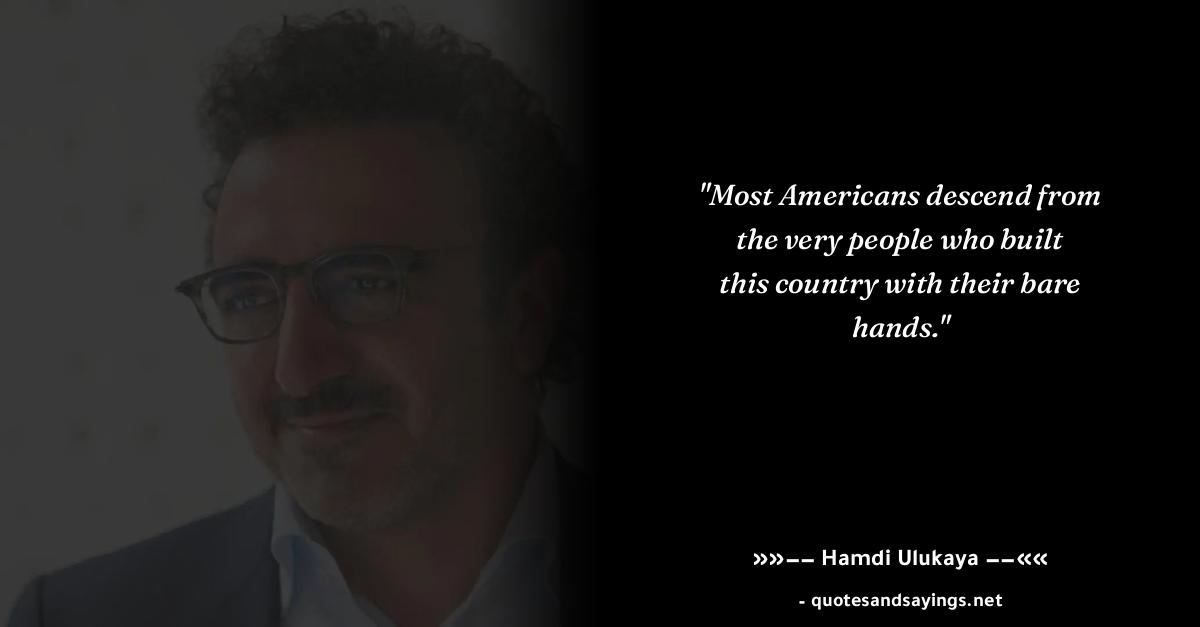 "Most Americans descend from
the very people who built
this country with their bare
hands."
»»−− Hamdi Ulukaya −−««
- quotesandsayings.net